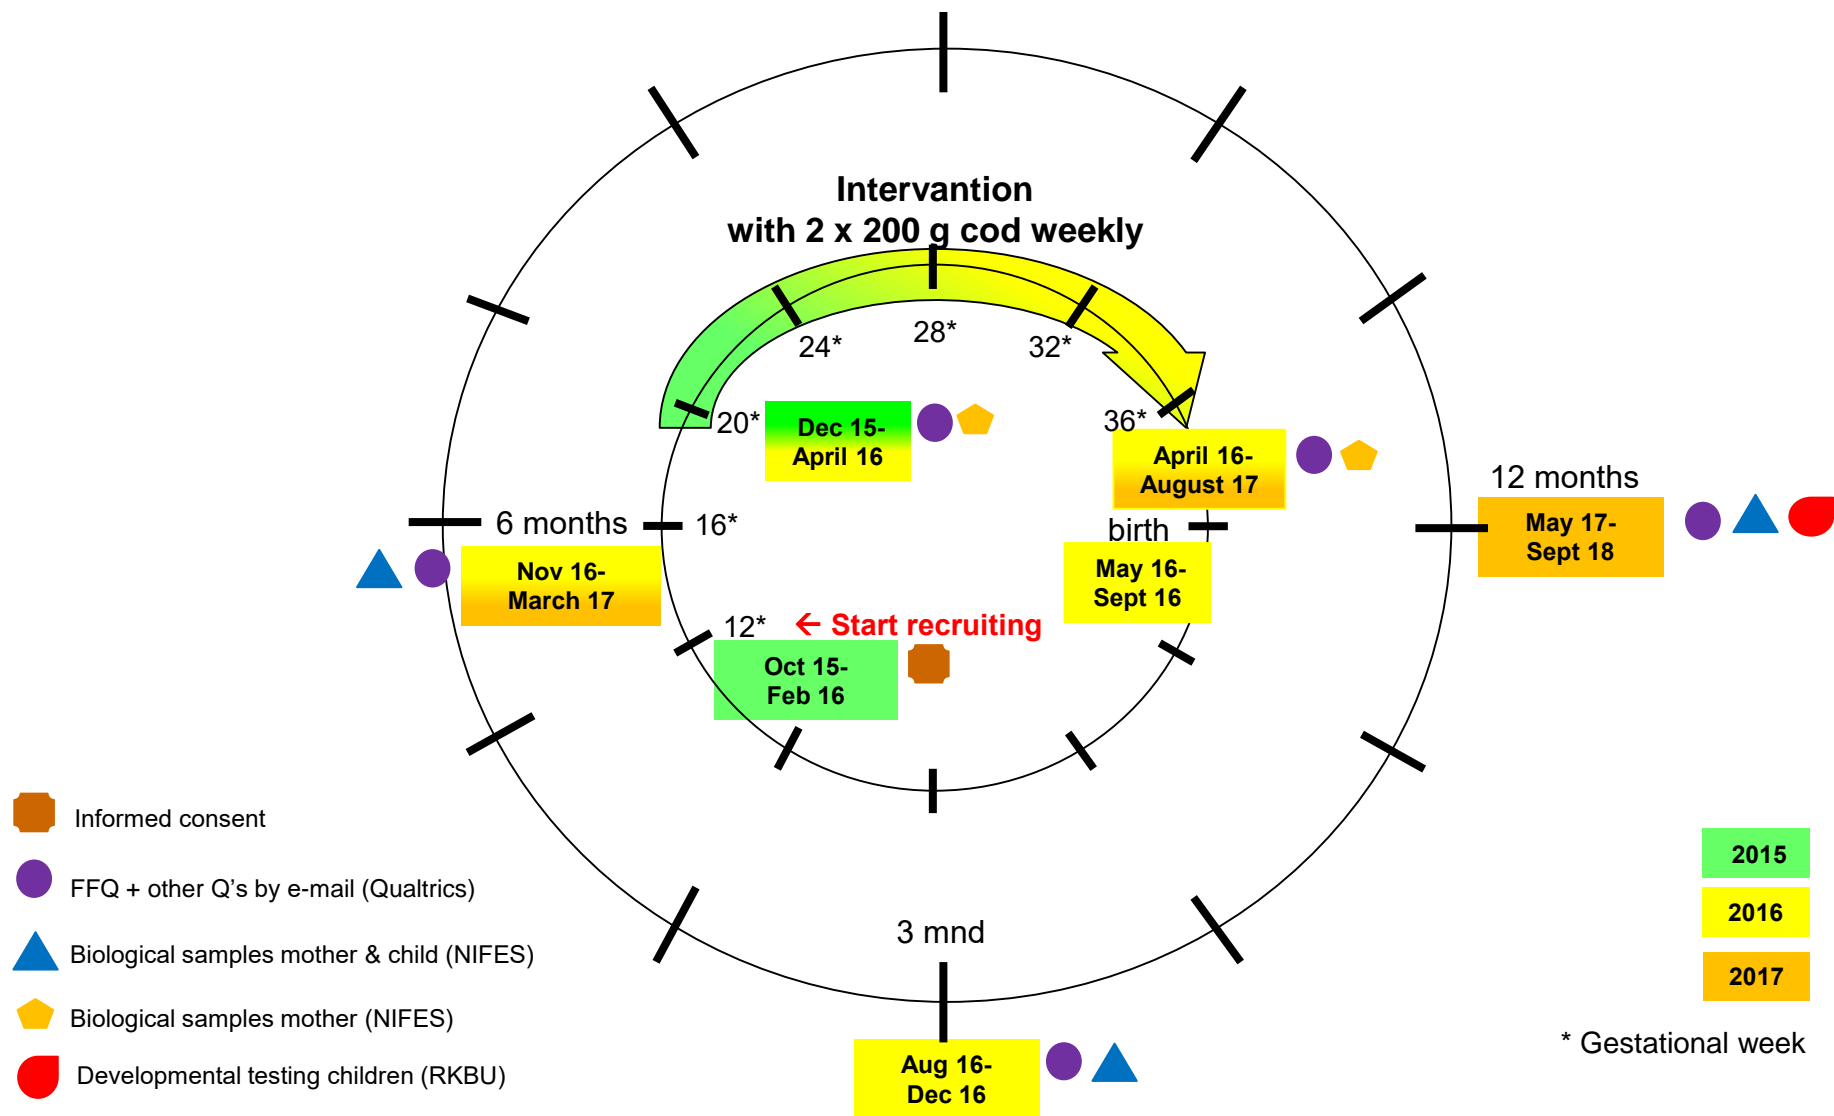 Intervantion
with 2 x 200 g cod weekly
24*
28*
32*
20*
Dec 15-
April 16
36*
April 16-
August 17
12 months
May 17-
Sept 18
6 months
16*
birth
Nov 16-
March 17
May 16-
Sept 16
12*
← Start recruiting
Oct 15-
Feb 16
Informed consent
FFQ + other Q’s by e-mail (Qualtrics)
Biological samples mother & child (NIFES)
Biological samples mother (NIFES)
Developmental testing children (RKBU)
3 mnd
Aug 16-
Dec 16
2015
2016
2017
* Gestational week